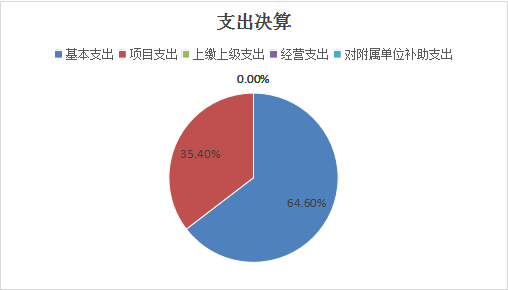 支出决算
基本支出 项目支出 上缴上级支出 经营支出 对附属单位补助支出
0.00%
35.40%
64.60%